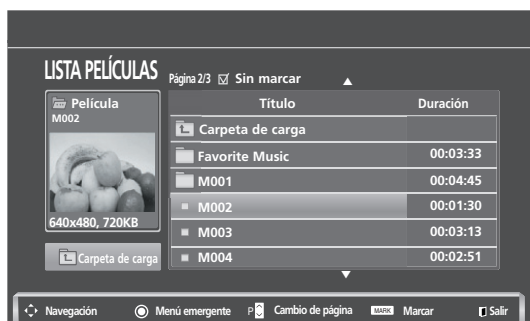 LISTA PELÍCULAS
Página 2/3 Sin marcar
Película
M002
640x480, 720KB
Carpeta de carga
Título Duración
Carpeta de carga
Favorite Music 00:03:33
M001 00:04:45
M002 00:01:30
M003 00:03:13
M004 00:02:51
Navegación Menú emergente P Cambio de página MARK Marcar Salir